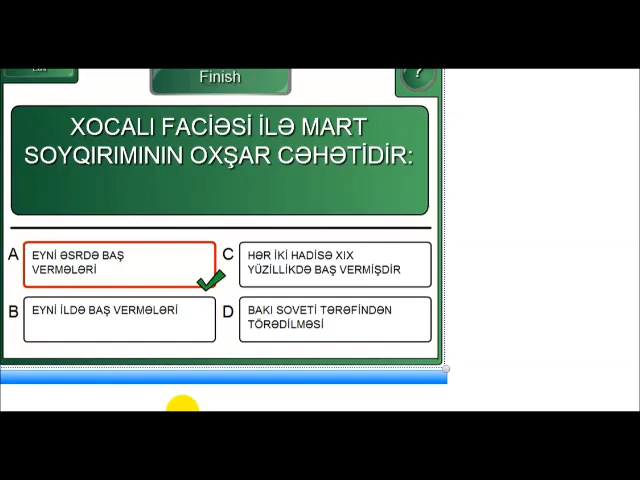 Finish
?
XOCALI FACİƏSİ İLƏ MART
SOYQIRIMININ OXŞAR CƏHƏTİDİR:
A
EYNİ ƏSRDƏ BAŞ
VERMƏLƏRİ
C
HƏR İKİ HADİSƏ XIX
YÜZİLLİKDƏ BAŞ VERMİŞDİR
B
EYNİ İLDƏ BAŞ VERMƏLƏRİ
D
BAKI SOVETİ TƏRƏFİNDƏN
TÖRƏDİLMƏSİ